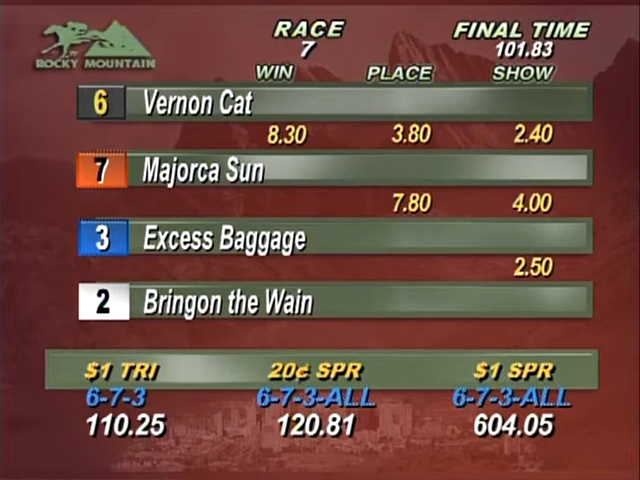 RACE
7
FINAL TIME
101.83
ROCKY MOUNTAIN
WIN PLACE SHOW
6 Vernon Cat
8.30 3.80 2.40
7 Majorca Sun
7.80 4.00
3 Excess Baggage
2.50
2 Bringon the Wain
$1 TRI 20¢ SPR $1 SPR
6-7-3 6-7-3-ALL 6-7-3-ALL
110.25 120.81 604.05